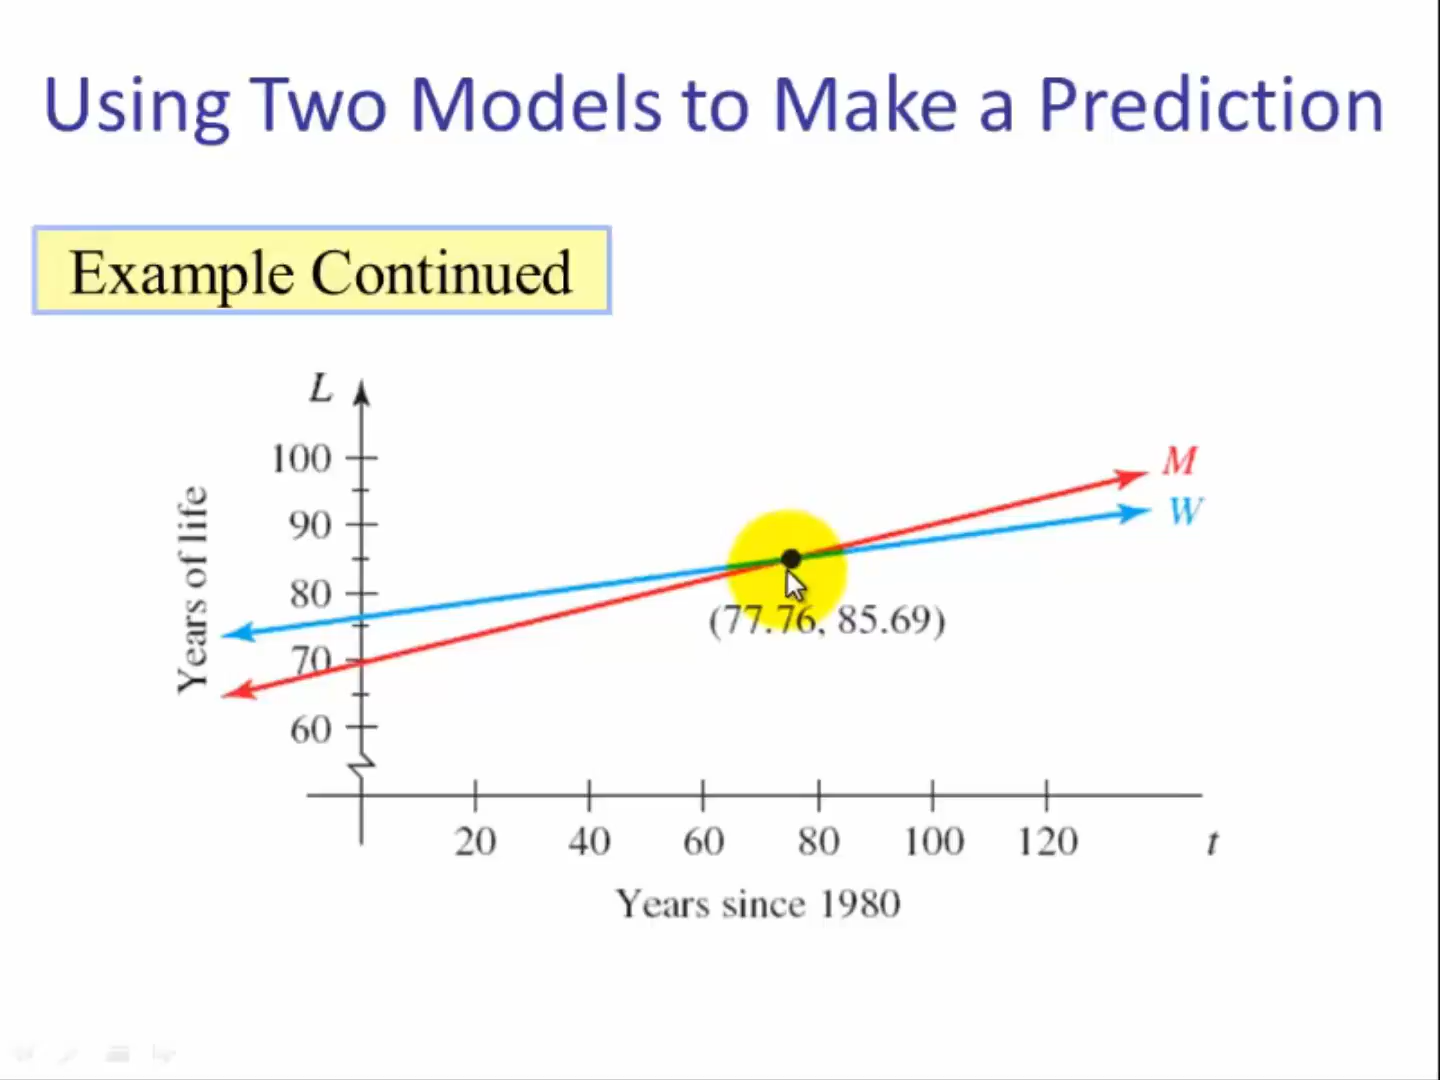 Using Two Models to Make a Prediction
Example Continued
L
100
90
80
70
60
Years of life
M
W
(77.76, 85.69)
20 40 60 80 100 120 t
Years since 1980